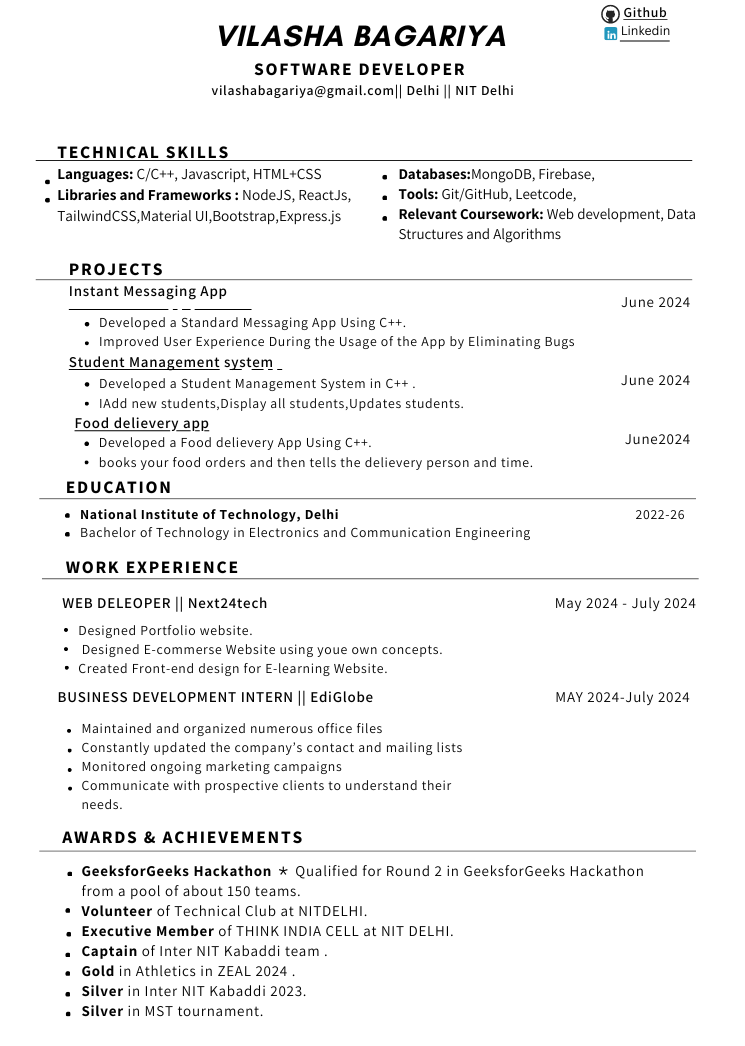 Github
VILASHA BAGARIYA
Linkedin
SOFTWARE DEVELOPER
vilashabagariya@gmail.com|| Delhi || NIT Delhi
TECHNICAL SKILLS
Languages: C/C++, Javascript, HTML+CSS
Libraries and Frameworks : NodeJS, ReactJs,
TailwindCSS,Material UI,Bootstrap,Express.js
Databases:MongoDB, Firebase,
Tools: Git/GitHub, Leetcode,
Relevant Coursework: Web development, Data
Structures and Algorithms
PROJECTS
Instant Messaging App
June 2024
Developed a Standard Messaging App Using C++.
Improved User Experience During the Usage of the App by Eliminating Bugs
Student Management system
June 2024
Developed a Student Management System in C++ .
IAdd new students,Display all students,Updates students.
Food delievery app
June2024
Developed a Food delievery App Using C++.
books your food orders and then tells the delievery person and time.
EDUCATION
National Institute of Technology, Delhi 2022-26
Bachelor of Technology in Electronics and Communication Engineering
WORK EXPERIENCE
WEB DELEOPER || Next24tech May 2024 - July 2024
Designed Portfolio website.
Designed E-commerse Website using youe own concepts.
Created Front-end design for E-learning Website.
BUSINESS DEVELOPMENT INTERN || EdiGlobe MAY 2024-July 2024
Maintained and organized numerous office files
Constantly updated the company's contact and mailing lists
Monitored ongoing marketing campaigns
Communicate with prospective clients to understand their
needs.
AWARDS & ACHIEVEMENTS
GeeksforGeeks Hackathon * Qualified for Round 2 in GeeksforGeeks Hackathon
from a pool of about 150 teams.
Volunteer of Technical Club at NITDELHI.
Executive Member of THINK INDIA CELL at NIT DELHI.
Captain of Inter NIT Kabaddi team .
Gold in Athletics in ZEAL 2024 .
Silver in Inter NIT Kabaddi 2023.
Silver in MST tournament.